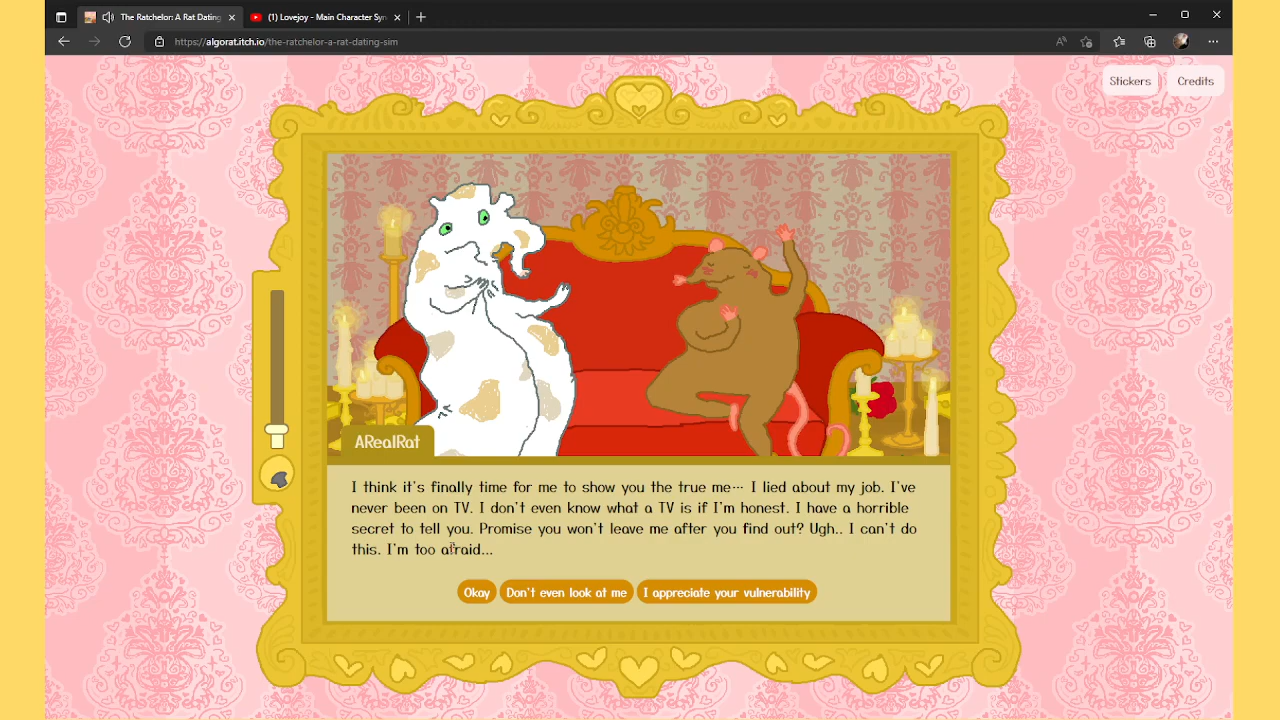 The Ratchelor: A Rat Dating
(1) Lovejoy - Main Character Syn
https://algorat.itch.io/the-ratchelor-a-rat-dating-sim
Stickers
Credits
ARealRat
I think it's finally time for me to show you the true me... I lied about my job. I've
never been on TV. I don't even know what a TV is if I'm honest. I have a horrible
secret to tell you. Promise you won't leave me after you find out? Ugh.. I can't do
this. I'm too afraid...
Okay
Don't even look at me
I appreciate your vulnerability